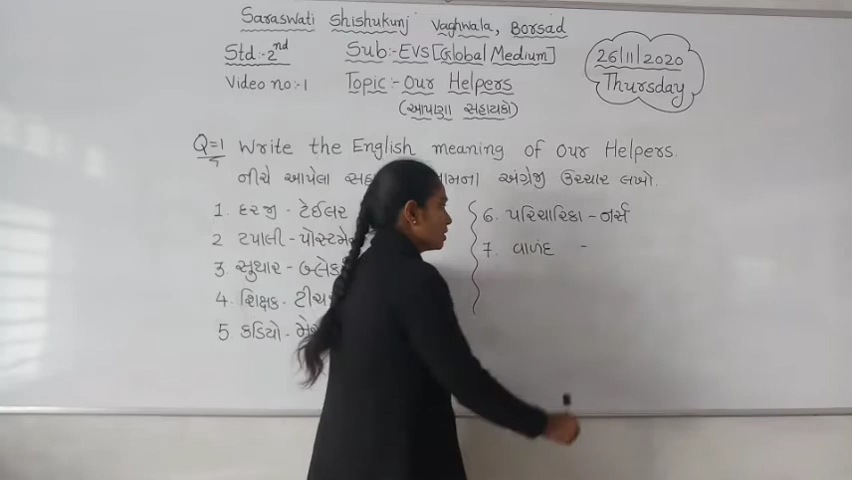 Saraswati Shishukunj Vaghwala, Borsad
Std:-2nd Sub:-EVS[Global Medium]
26/11/2020
Thursday
Video no:-1 Topic:- Our Helpers
(આપણા સહાયકો)
Q=1 Write the English meaning of Our Helpers.
નીચે આપેલા નામના અંગ્રેજી ઉચ્ચાર લખો.
1. દરજી - ટેઈલર
2 ટપાલી - પોસ્ટમે
3. સુથાર - બ્લેક
4. શિક્ષક - ટીચ
5 કડિયો - મે
6. પરિચારિકા - નર્સ
7. વાળંદ -